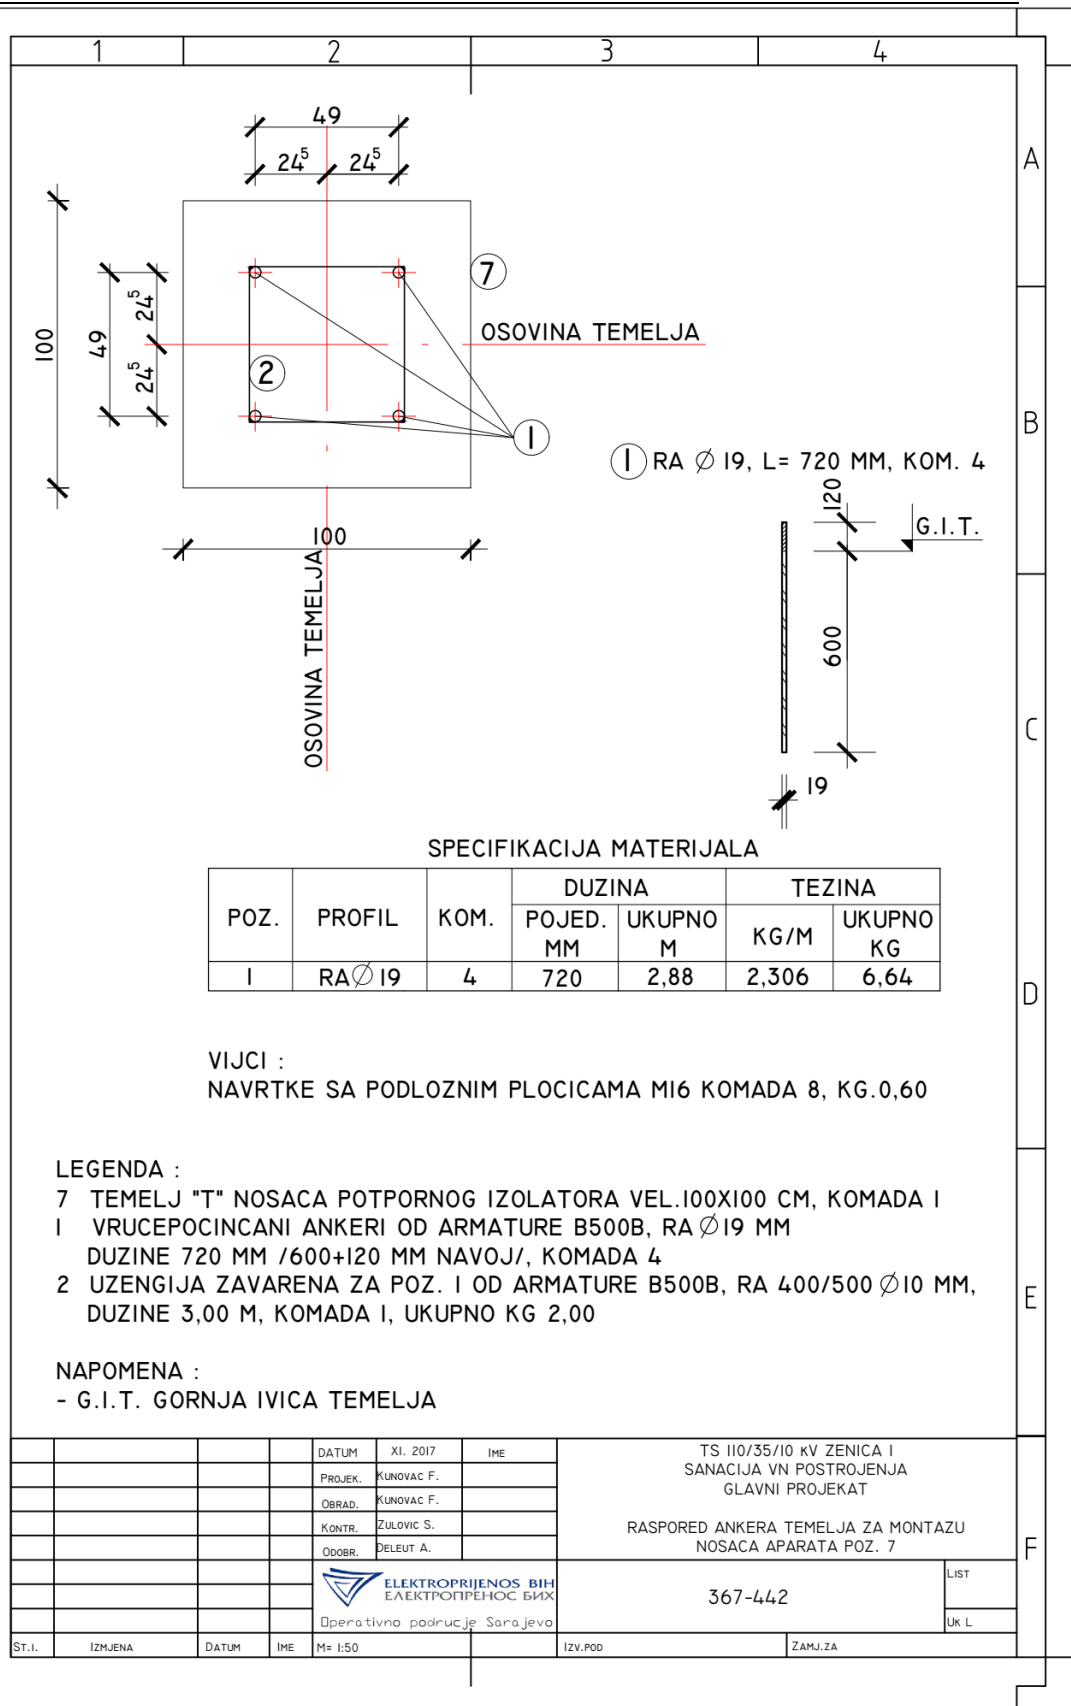 1 2 3 4
A
B
C
D
E
F
49
24⁵ 24⁵
100
49
24⁵
24⁵
7
OSOVINA TEMELJA
2
1
100
OSOVINA TEMELJA
1 RA Ø 19, L= 720 MM, KOM. 4
120
G.I.T.
600
19
SPECIFIKACIJA MATERIJALA
POZ. PROFIL KOM. DUZINA TEZINA
POJED. MM UKUPNO M KG/M UKUPNO KG
1 RA Ø 19 4 720 2,88 2,306 6,64
VIJCI :
NAVRTKE SA PODLOZNIM PLOCICAMA M16 KOMADA 8, KG.0,60
LEGENDA :
7 TEMELJ "T" NOSACA POTPORNOG IZOLATORA VEL.100X100 CM, KOMADA 1
1 VRUCEPOCINCANI ANKERI OD ARMATURE B500B, RA Ø 19 MM
DUZINE 720 MM /600+120 MM NAVOJ/, KOMADA 4
2 UZENGIJA ZAVARENA ZA POZ. 1 OD ARMATURE B500B, RA 400/500 Ø 10 MM,
DUZINE 3,00 M, KOMADA 1, UKUPNO KG 2,00
NAPOMENA :
- G.I.T. GORNJA IVICA TEMELJA
DATUM XI. 2017 IME
PROJEK. KUNOVAC F.
OBRAD. KUNOVAC F.
KONTR. ZULOVIC S.
ODOBR. DELEUT A.
TS 110/35/10 KV ZENICA 1
SANACIJA VN POSTROJENJA
GLAVNI PROJEKAT
RASPORED ANKERA TEMELJA ZA MONTAZU
NOSACA APARATA POZ. 7
ELEKTROPRIJENOS BIH
ЕЛЕКТРОПРЕНОС БИХ
Operativno podrucje Sarajevo
367-442
LIST
UK L
ST.I. IZMJENA DATUM IME M= 1:50 IZV.POD ZAMJ.ZA